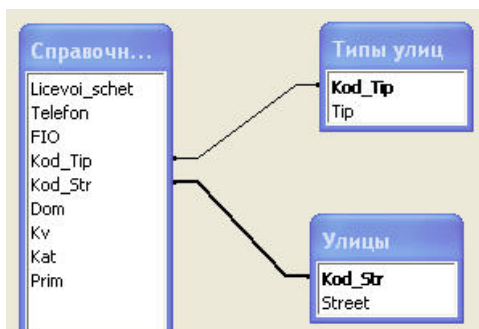 Справочн...
Licevoi_schet
Telefon
FIO
Kod_Tip
Kod_Str
Dom
Kv
Kat
Prim
Типы улиц
Kod_Tip
Tip
Улицы
Kod_Str
Street